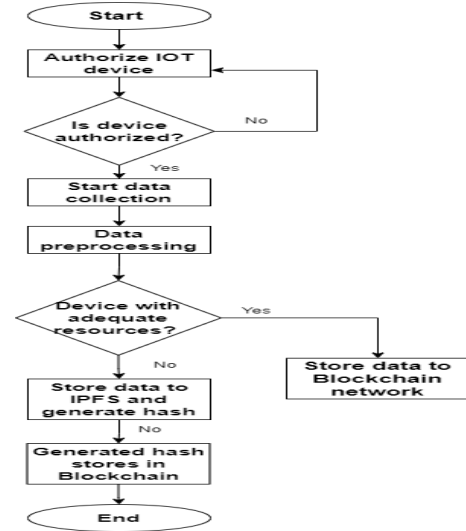 Start
Authorize IOT
device
Is device
authorized?
No
Yes
Start data
collection
Data
preprocessing
Device with
adequate
resources?
Yes
No
Store data to
Blockchain
network
Store data to
IPFS and
generate hash
No
Generated hash
stores in
Blockchain
End